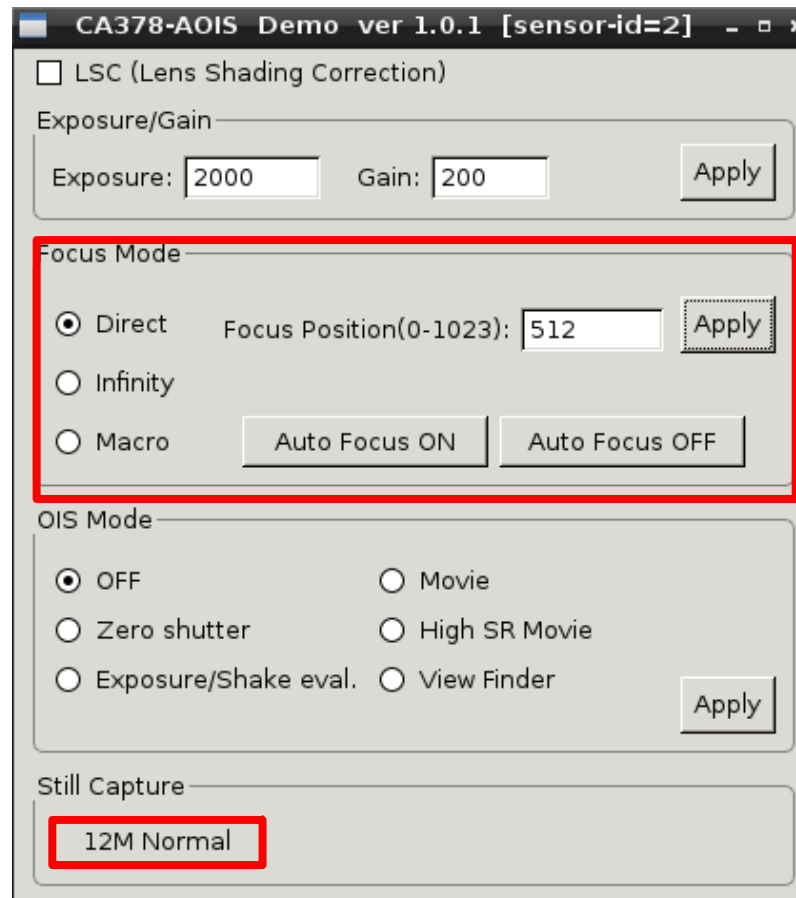 CA378-AOIS Demo ver 1.0.1 [sensor-id=2]
LSC (Lens Shading Correction)
Exposure/Gain
Exposure: 2000 Gain: 200 Apply
Focus Mode
Direct Focus Position(0-1023): 512 Apply
Infinity
Macro Auto Focus ON Auto Focus OFF
OIS Mode
OFF Movie
Zero shutter High SR Movie
Exposure/Shake eval. View Finder
Apply
Still Capture
12M Normal